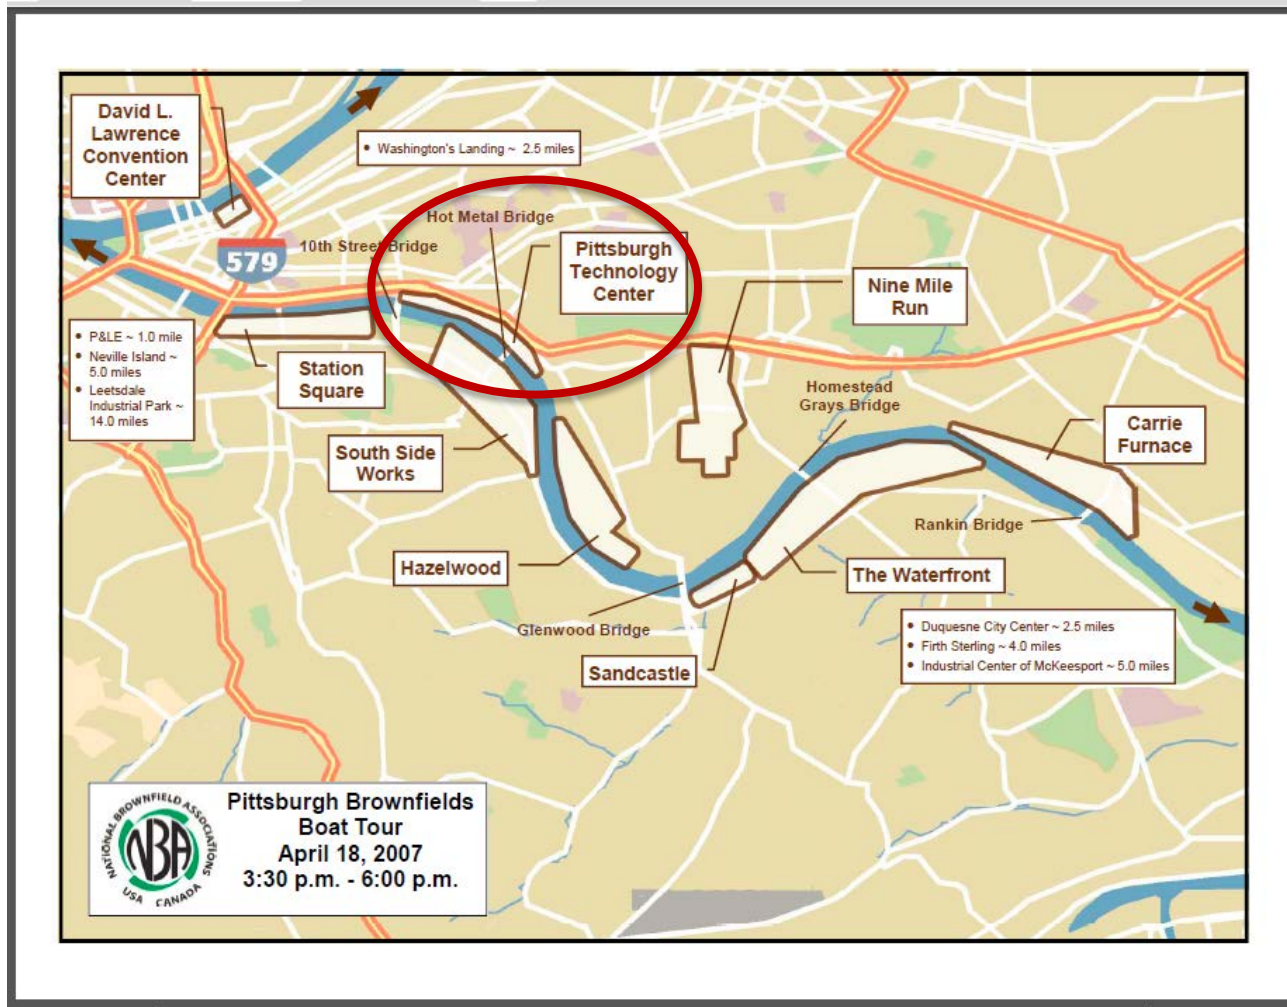 David L.
Lawrence
Convention
Center
• Washington's Landing ~ 2.5 miles
Hot Metal Bridge
10th Street Bridge
579
Pittsburgh
Technology
Center
Nine Mile
Run
• P&LE ~ 1.0 mile
• Neville Island ~
5.0 miles
• Leetsdale
Industrial Park ~
14.0 miles
Station
Square
Homestead
Grays Bridge
Carrie
Furnace
South Side
Works
Rankin Bridge
Hazelwood
The Waterfront
Glenwood Bridge
• Duquesne City Center ~ 2.5 miles
• Firth Sterling ~ 4.0 miles
• Industrial Center of McKeesport ~ 5.0 miles
Sandcastle
NATIONAL BROWNFIELD ASSOCIATIONS
NBA
USA CANADA
Pittsburgh Brownfields
Boat Tour
April 18, 2007
3:30 p.m. - 6:00 p.m.